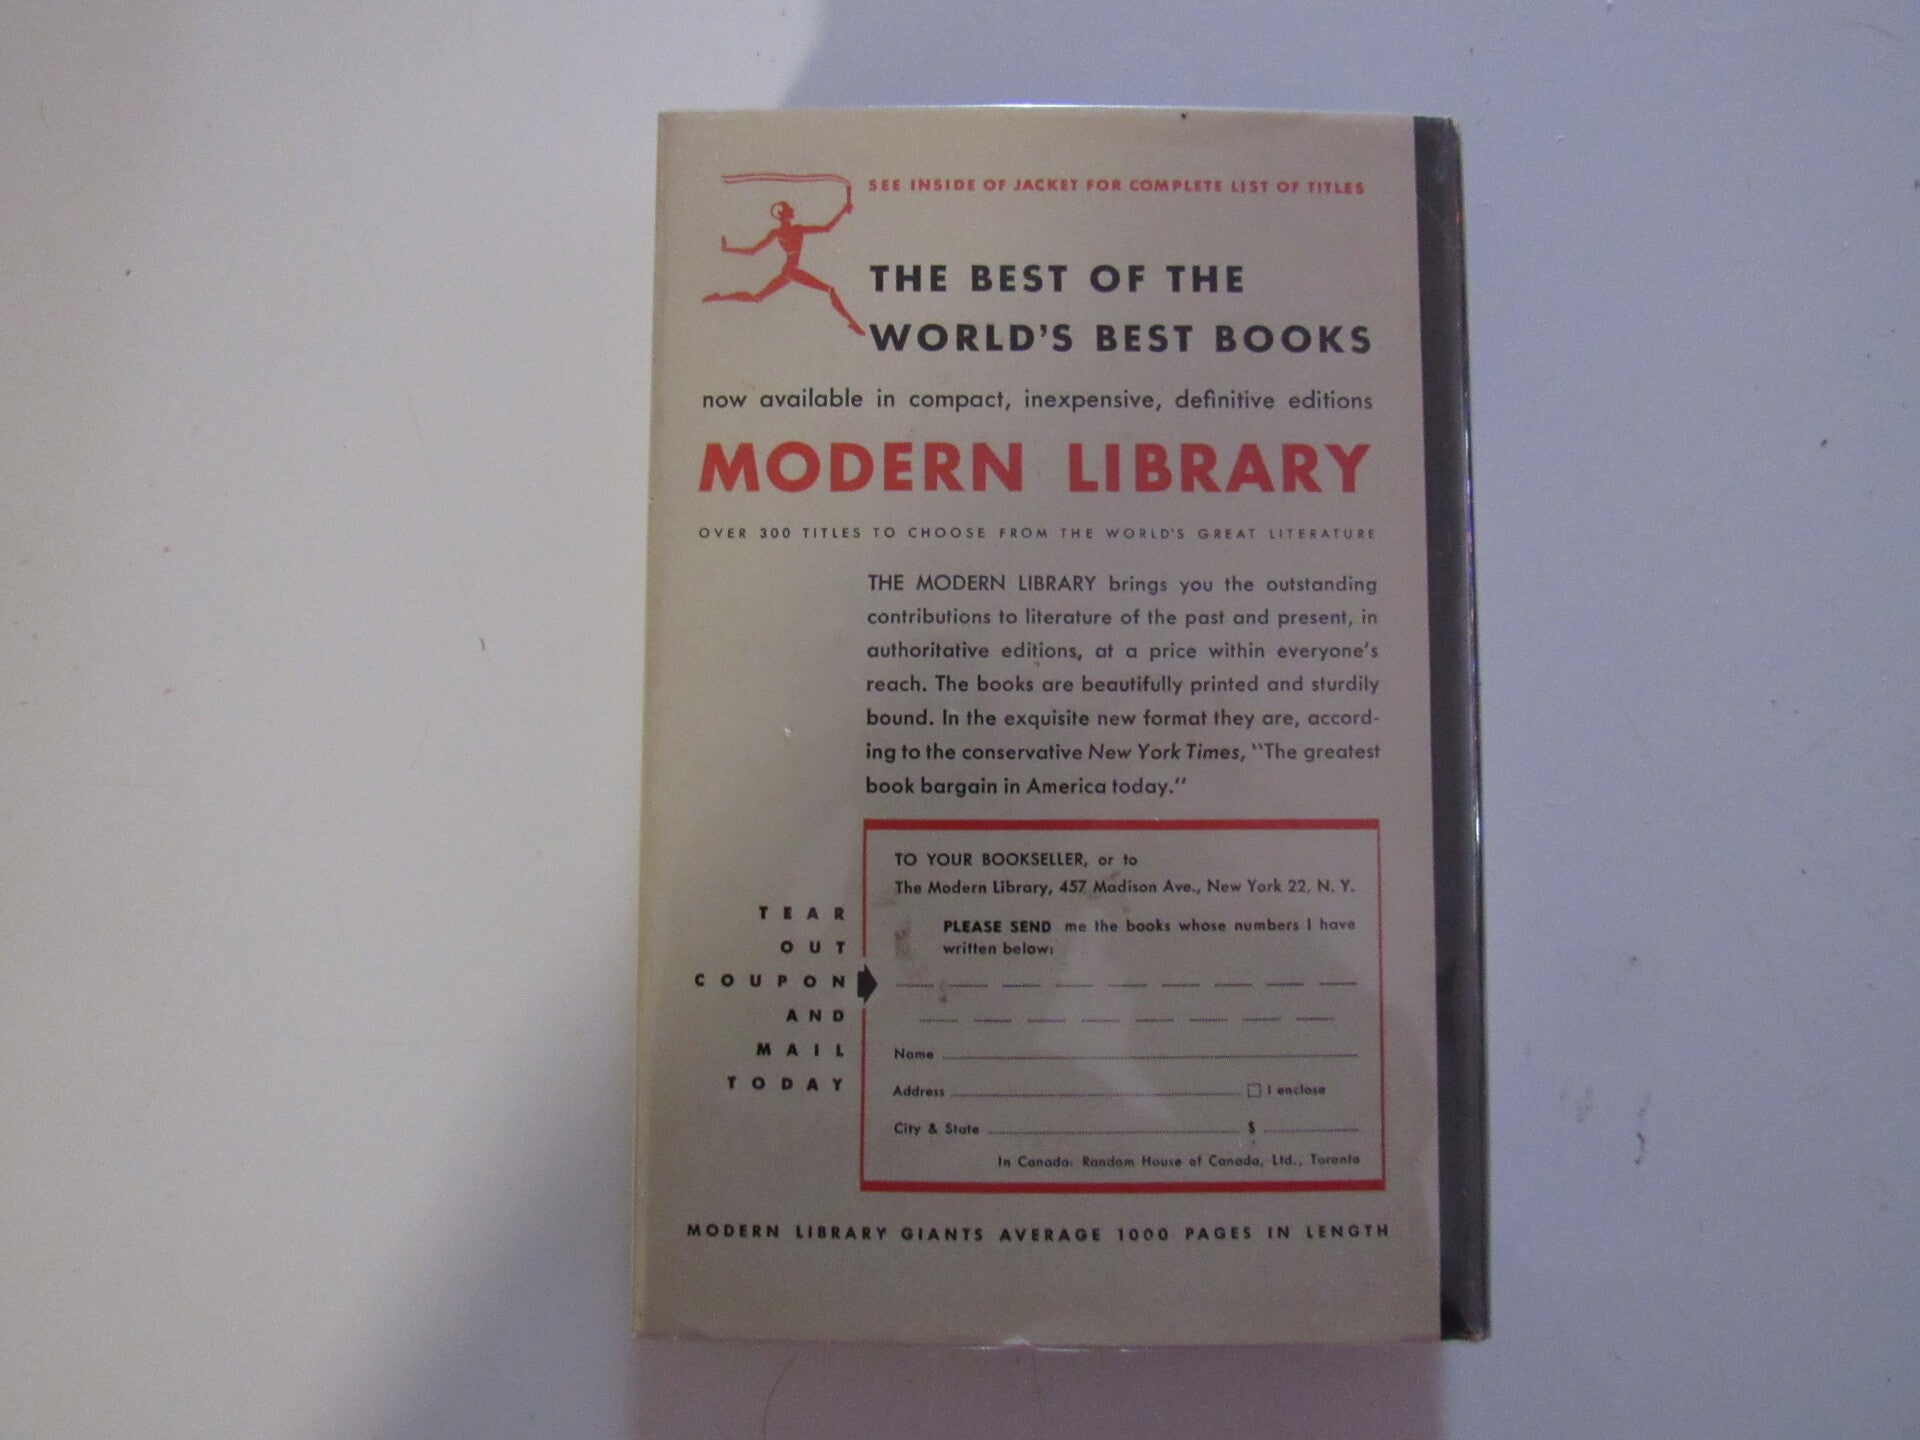 SEE INSIDE OF JACKET FOR COMPLETE LIST OF TITLES
THE BEST OF THE
WORLD'S BEST BOOKS
now available in compact, inexpensive, definitive editions
MODERN LIBRARY
OVER 300 TITLES TO CHOOSE FROM THE WORLD'S GREAT LITERATURE
THE MODERN LIBRARY brings you the outstanding
contributions to literature of the past and present, in
authoritative editions, at a price within everyone's
reach. The books are beautifully printed and sturdily
bound. In the exquisite new format they are, accord-
ing to the conservative New York Times, "The greatest
book bargain in America today."
TEAR
OUT
COUPON
AND
MAIL
TODAY
TO YOUR BOOKSELLER, or to
The Modern Library, 457 Madison Ave., New York 22, N. Y.
PLEASE SEND me the books whose numbers I have
written below:
Name
Address I enclose
City & State $
In Canada: Random House of Canada, Ltd., Toronto
MODERN LIBRARY GIANTS AVERAGE 1000 PAGES IN LENGTH